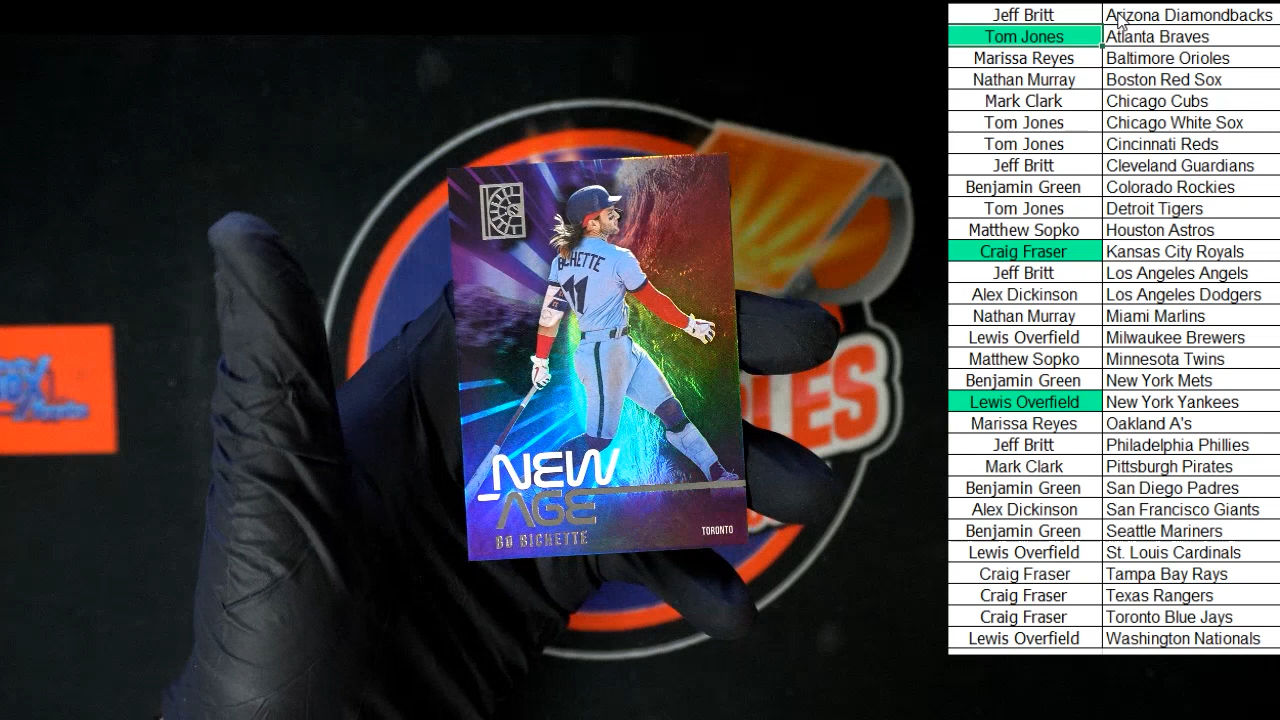 Jeff Britt Arizona Diamondbacks
Tom Jones Atlanta Braves
Marissa Reyes Baltimore Orioles
Nathan Murray Boston Red Sox
Mark Clark Chicago Cubs
Tom Jones Chicago White Sox
Tom Jones Cincinnati Reds
Jeff Britt Cleveland Guardians
Benjamin Green Colorado Rockies
Tom Jones Detroit Tigers
Matthew Sopko Houston Astros
Craig Fraser Kansas City Royals
Jeff Britt Los Angeles Angels
Alex Dickinson Los Angeles Dodgers
Nathan Murray Miami Marlins
Lewis Overfield Milwaukee Brewers
Matthew Sopko Minnesota Twins
Benjamin Green New York Mets
Lewis Overfield New York Yankees
Marissa Reyes Oakland A's
Jeff Britt Philadelphia Phillies
Mark Clark Pittsburgh Pirates
Benjamin Green San Diego Padres
Alex Dickinson San Francisco Giants
Benjamin Green Seattle Mariners
Lewis Overfield St. Louis Cardinals
Craig Fraser Tampa Bay Rays
Craig Fraser Texas Rangers
Craig Fraser Toronto Blue Jays
Lewis Overfield Washington Nationals
BICHETTE
11
NEW
AGE
BO BICHETTE
TORONTO